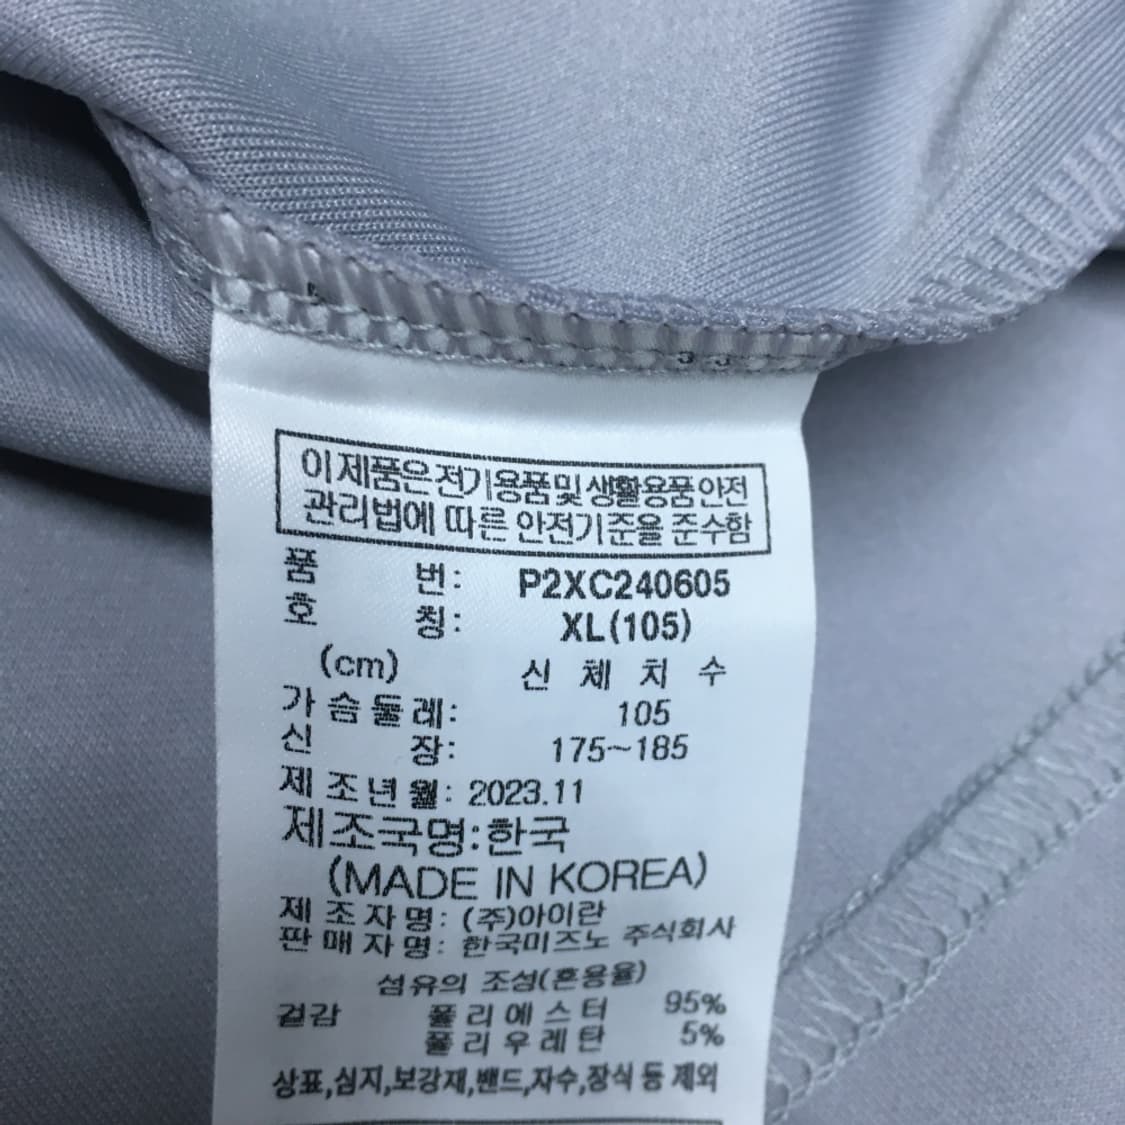 이 제품은 전기용품 및 생활용품 안전
관리법에 따른 안전기준을 준수함
품 번: P2XC240605
호 칭: XL(105)
(cm) 신 체 치 수
가슴둘레: 105
신 장: 175~185
제조년월: 2023.11
제조국명:한국
(MADE IN KOREA)
제조자명: (주)아이란
판매자명: 한국미즈노 주식회사
섬유의 조성(혼용율)
겉감 폴리에스터 95%
폴리우레탄 5%
상표,심지,보강재,밴드,자수,장식 등 제외